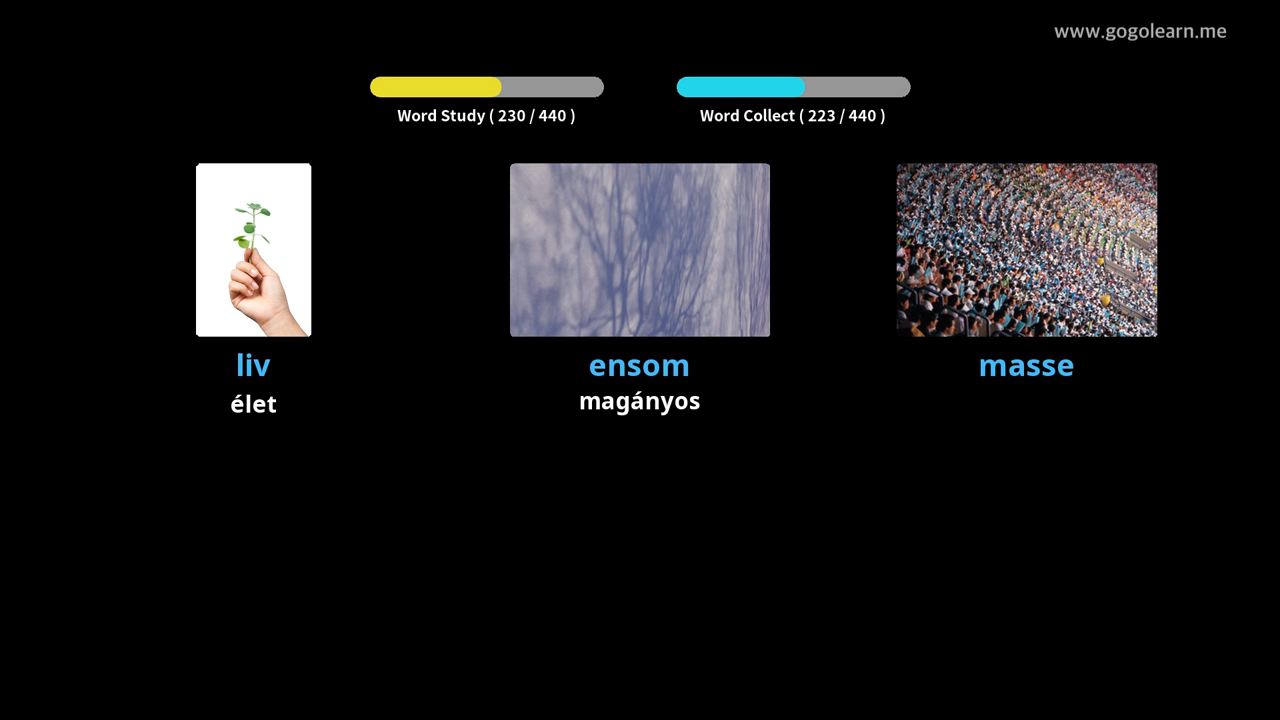 www.gogolearn.me
Word Study ( 230 / 440 )
Word Collect ( 223 / 440 )
liv
élet
ensom
magányos
masse